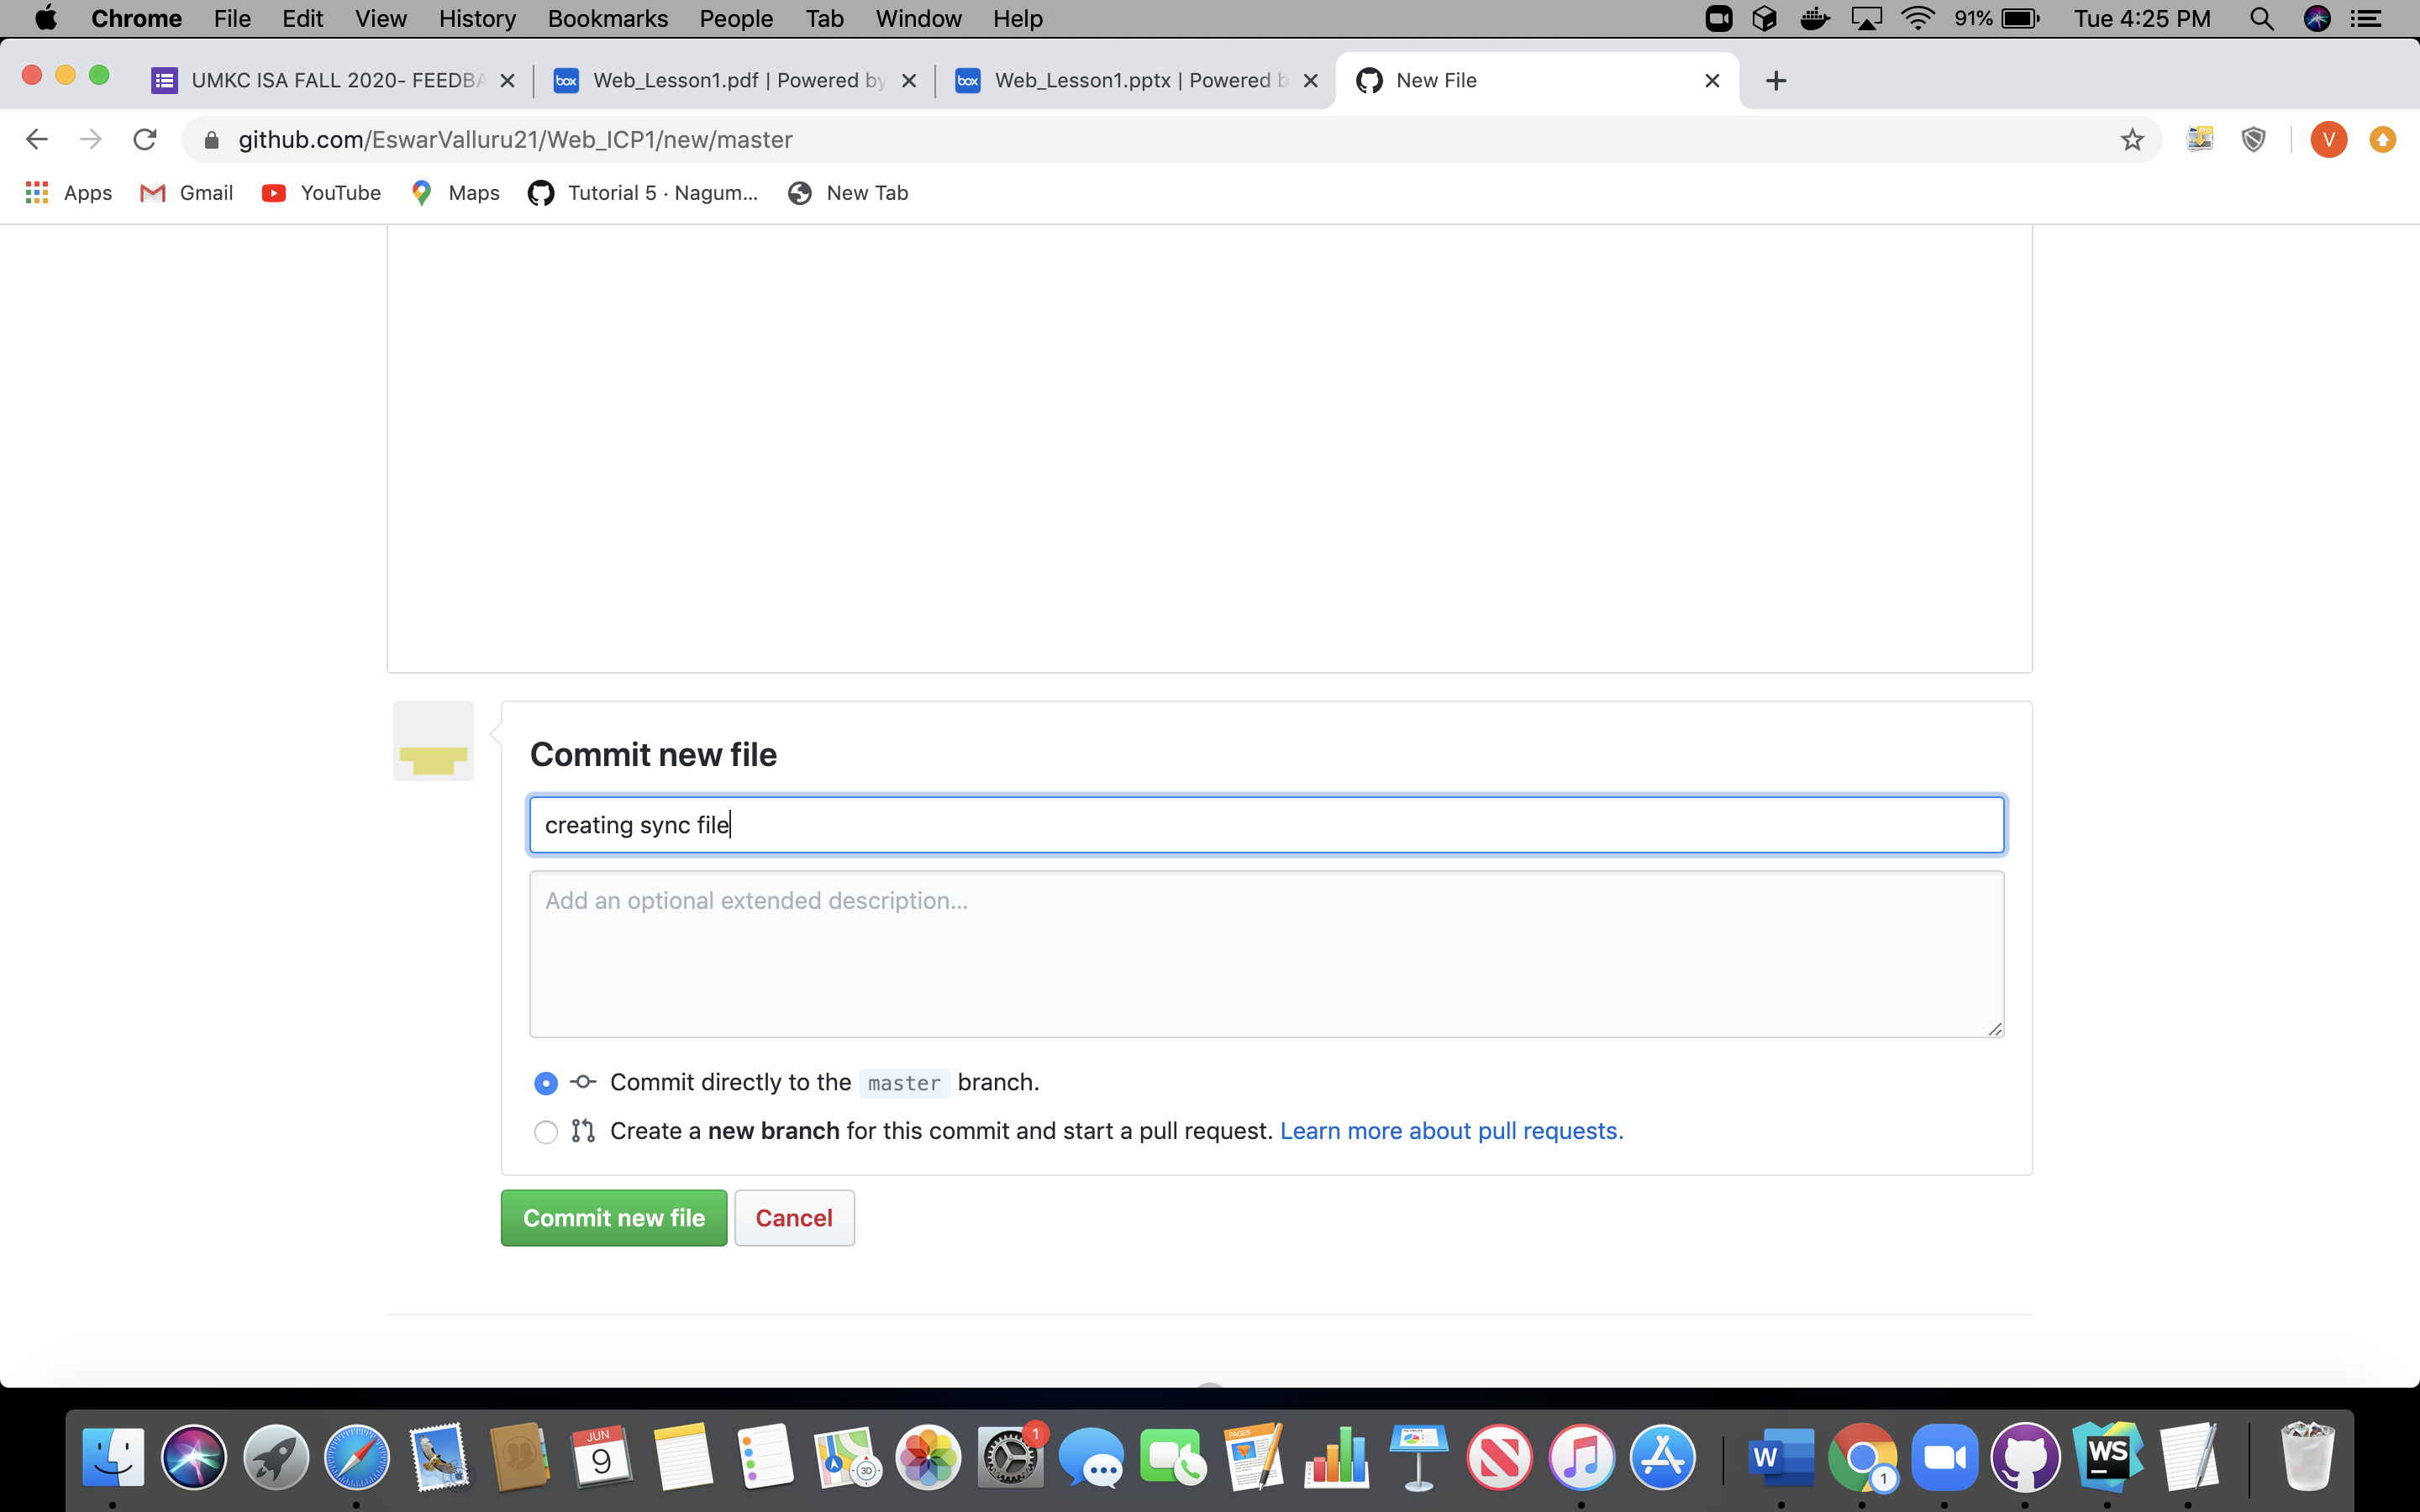 Chrome File Edit View History Bookmarks People Tab Window Help 91% Tue 4:25 PM
UMKC ISA FALL 2020- FEEDBA box Web_Lesson1.pdf | Powered by box Web_Lesson1.pptx | Powered b New File
github.com/EswarValluru21/Web_ICP1/new/master V
Apps Gmail YouTube Maps Tutorial 5 · Nagum... New Tab
Commit new file
creating sync file
Add an optional extended description...
Commit directly to the master branch.
Create a new branch for this commit and start a pull request. Learn more about pull requests.
Commit new file Cancel
JUN
9
3D
1
PAGES
W
1
WS